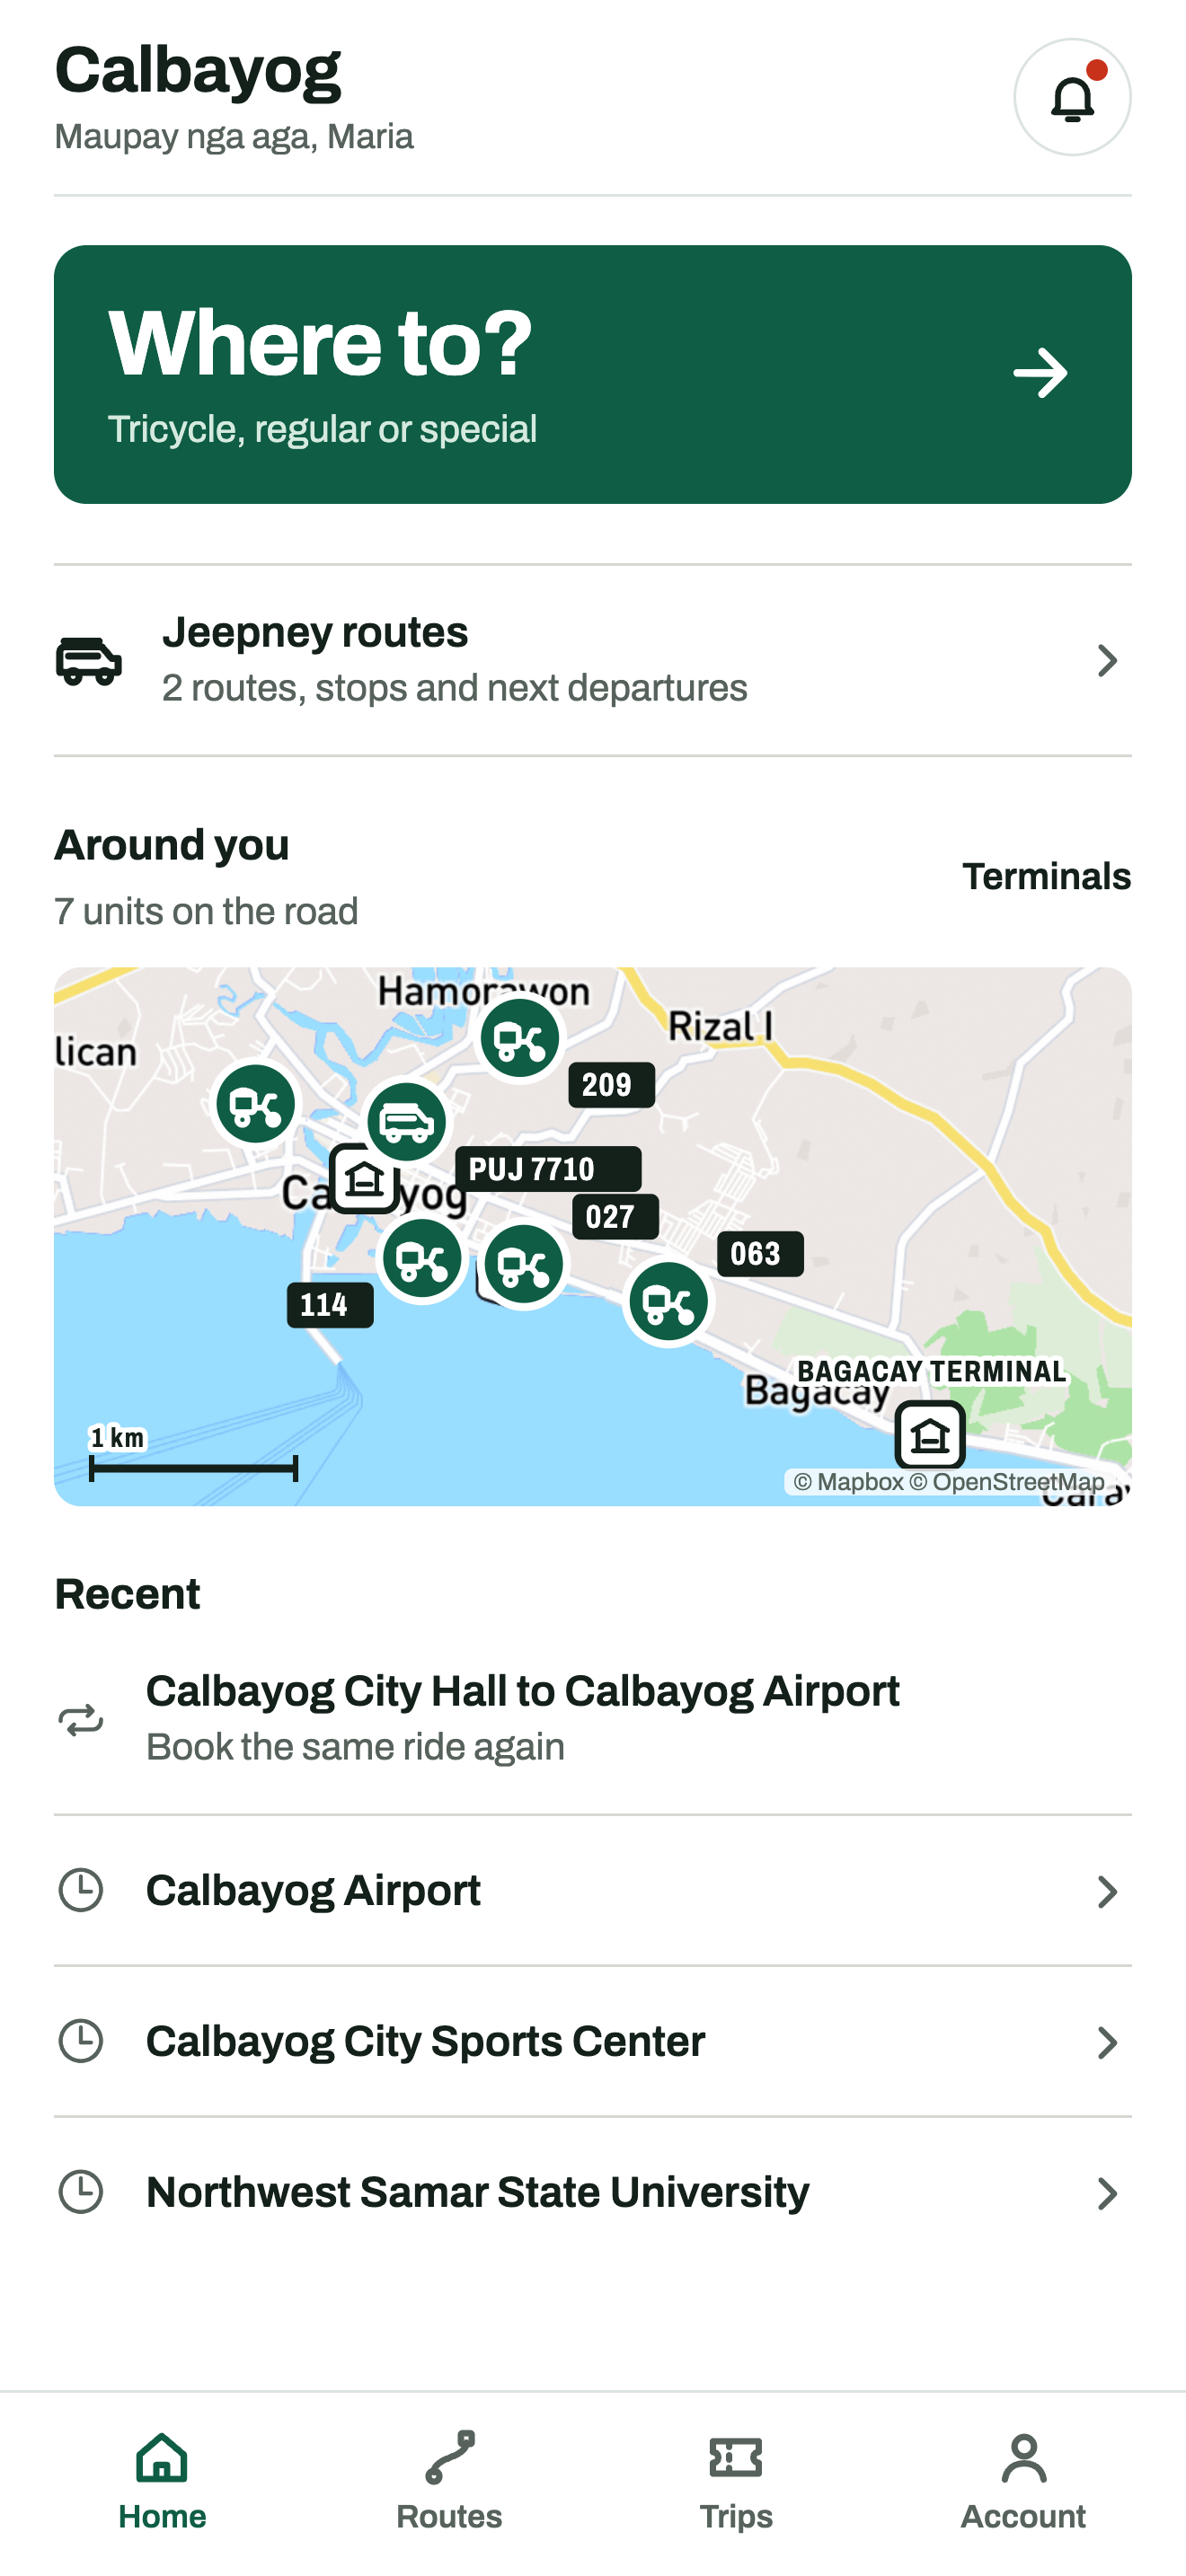 Calbayog
Maupay nga aga, Maria
Where to?
Tricycle, regular or special
Jeepney routes
2 routes, stops and next departures
Around you
7 units on the road
Terminals
Hamorawon
Rizal I
lican
209
PUJ 7710
027
063
114
BAGACAY TERMINAL
Bagacay
1 km
© Mapbox © OpenStreetMap
Recent
Calbayog City Hall to Calbayog Airport
Book the same ride again
Calbayog Airport
Calbayog City Sports Center
Northwest Samar State University
Home
Routes
Trips
Account